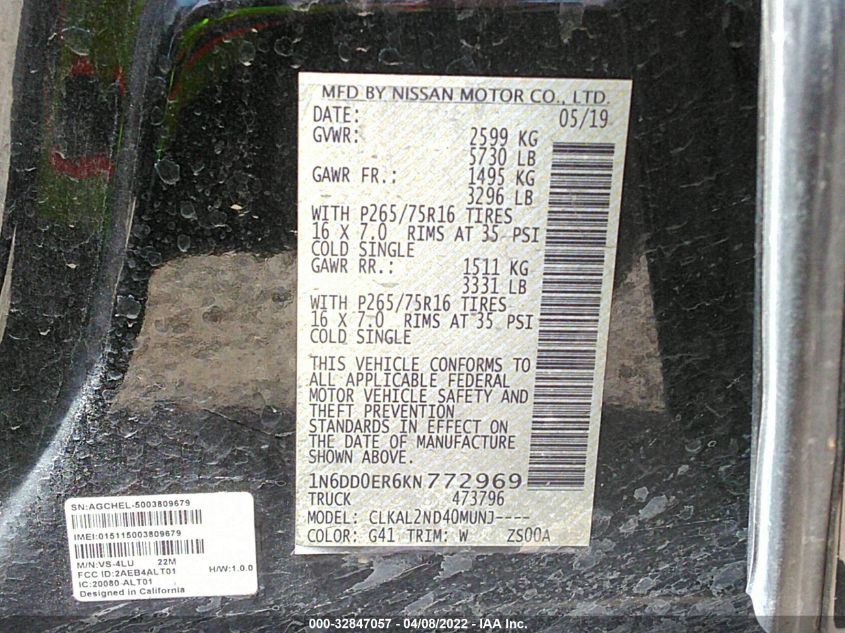 MFD BY NISSAN MOTOR CO., LTD.
DATE: 05/19
GVWR: 2599 KG
5730 LB
GAWR FR.: 1495 KG
3296 LB
WITH P265/75R16 TIRES
16 X 7.0 RIMS AT 35 PSI
COLD SINGLE
GAWR RR.: 1511 KG
3331 LB
WITH P265/75R16 TIRES
16 X 7.0 RIMS AT 35 PSI
COLD SINGLE
THIS VEHICLE CONFORMS TO
ALL APPLICABLE FEDERAL
MOTOR VEHICLE SAFETY AND
THEFT PREVENTION
STANDARDS IN EFFECT ON
THE DATE OF MANUFACTURE
SHOWN ABOVE.
1N6DD0ER6KN772969
TRUCK 473796
MODEL: CLKAL2ND40MUNJ----
COLOR: G41 TRIM: W ZS00A
SN:AGCHEL-5003809679
IMEI:015115003809679
M/N:VS-4LU 22M
FCC ID:2AEB4ALT01 H/W:1.0.0
IC:20080-ALT01
Designed in California
000-32847057 - 04/08/2022 - IAA Inc.